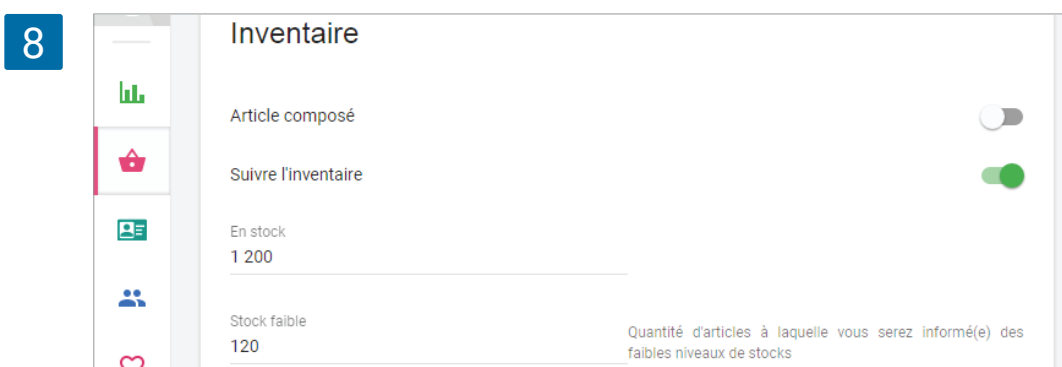 8
Inventaire
Article composé
Suivre l'inventaire
En stock
1 200
Stock faible
120
Quantité d'articles à laquelle vous serez informé(e) des
faibles niveaux de stocks